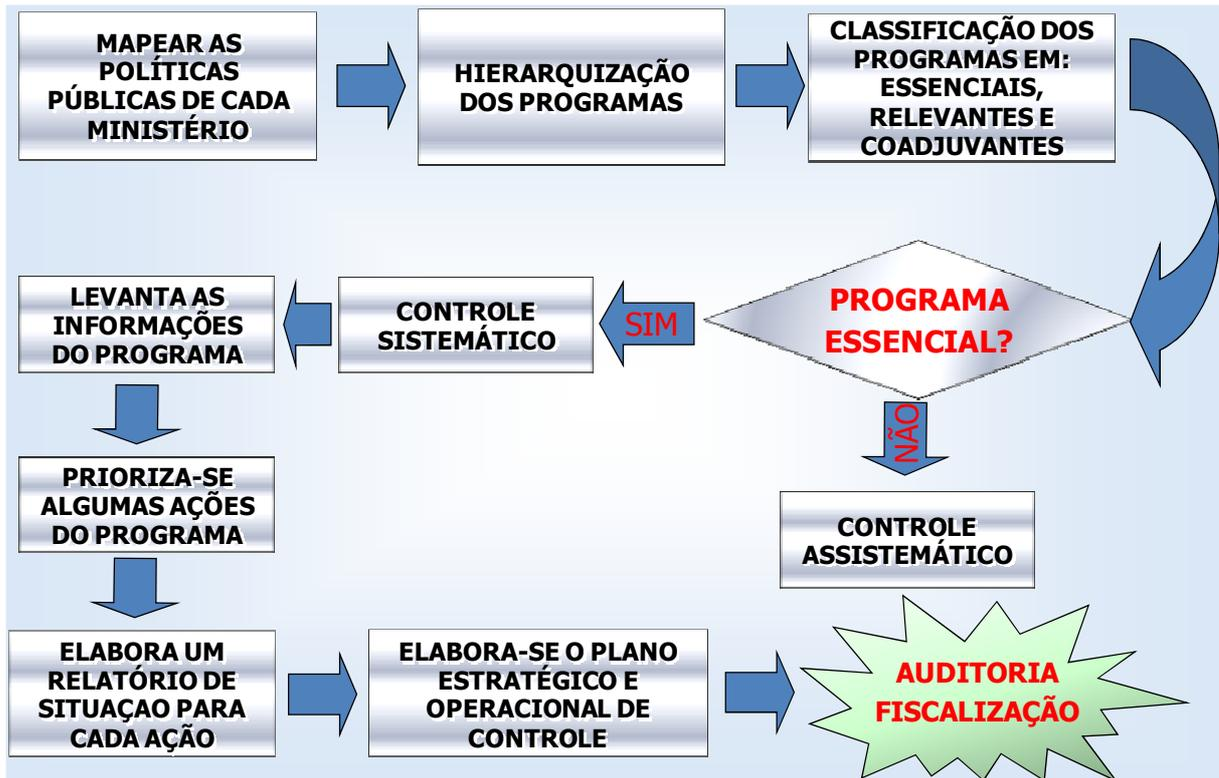 MAPEAR AS
POLÍTICAS
PÚBLICAS DE CADA
MINISTÉRIO
HIERARQUIZAÇÃO
DOS PROGRAMAS
CLASSIFICAÇÃO DOS
PROGRAMAS EM:
ESSENCIAIS,
RELEVANTES E
COADJUVANTES
PROGRAMA
ESSENCIAL?
SIM
CONTROLE
SISTEMÁTICO
LEVANTA AS
INFORMAÇÕES
DO PROGRAMA
NÃO
CONTROLE
ASSISTEMÁTICO
PRIORIZA-SE
ALGUMAS AÇÕES
DO PROGRAMA
ELABORA UM
RELATÓRIO DE
SITUAÇAO PARA
CADA AÇÃO
ELABORA-SE O PLANO
ESTRATÉGICO E
OPERACIONAL DE
CONTROLE
AUDITORIA
FISCALIZAÇÃO